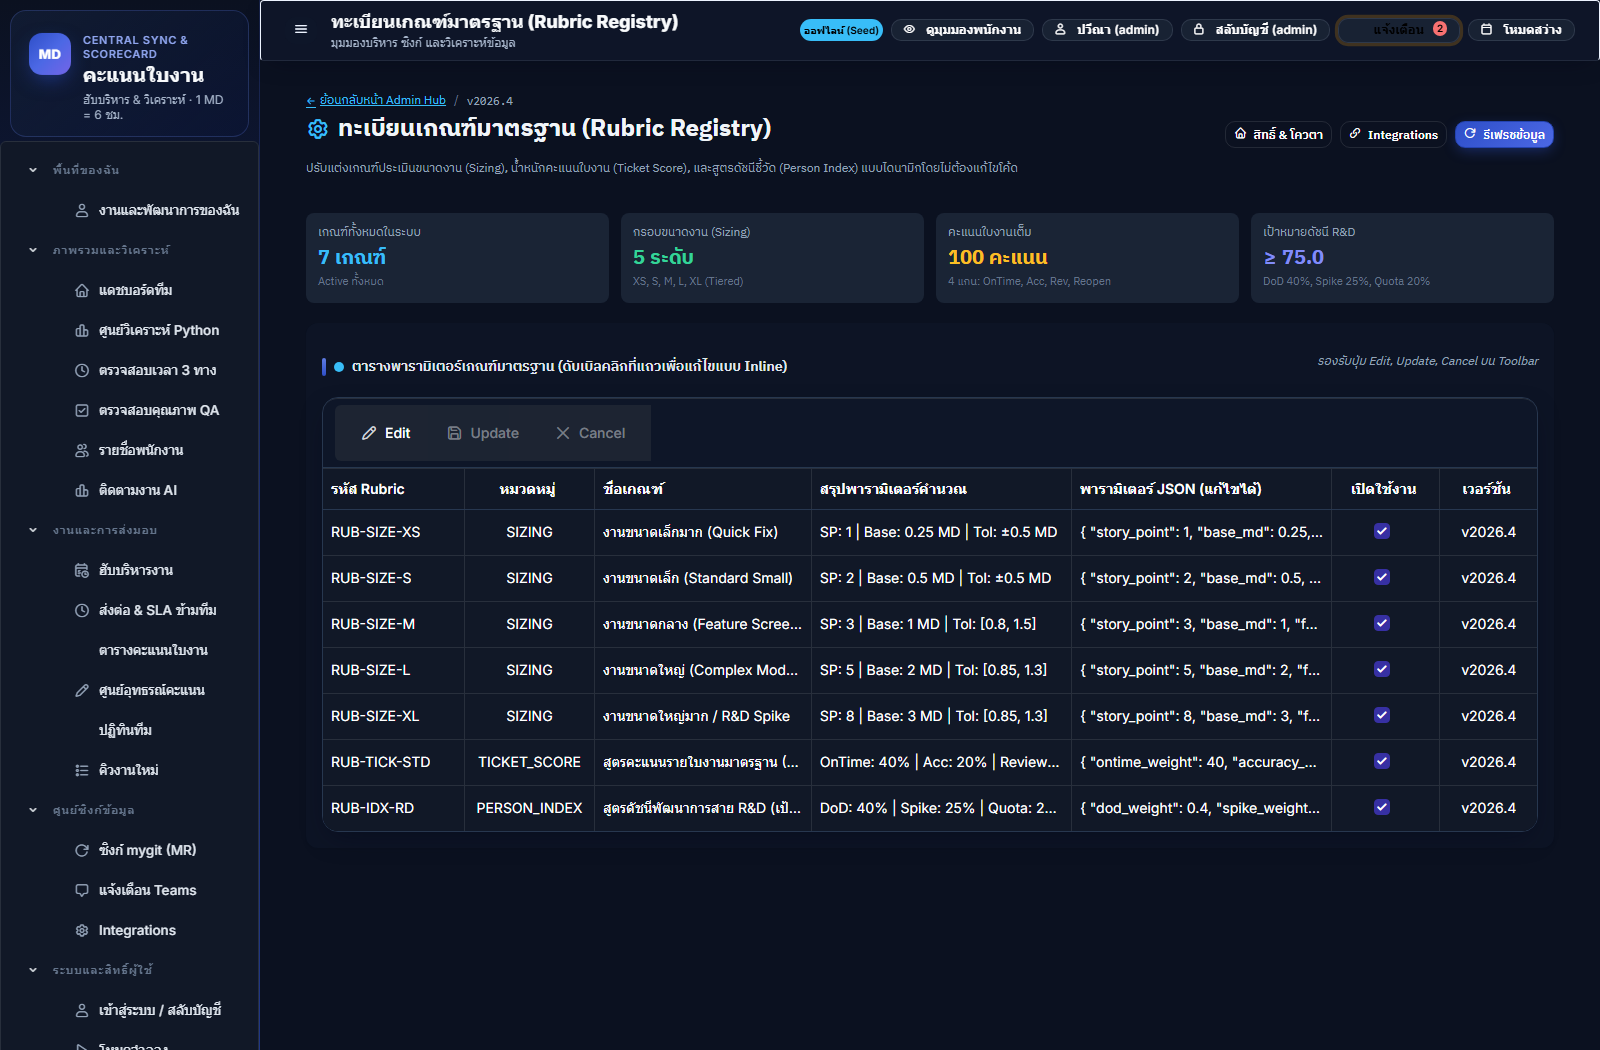 MD
CENTRAL SYNC &
SCORECARD
คะแนนใบงาน
ฮับบริหาร & วิเคราะห์ · 1 MD
= 6 ชม.
พื้นที่ของฉัน
งานและพัฒนาการของฉัน
ภาพรวมและวิเคราะห์
แดชบอร์ดทีม
ศูนย์วิเคราะห์ Python
ตรวจสอบเวลา 3 ทาง
ตรวจสอบคุณภาพ QA
รายชื่อพนักงาน
ติดตามงาน AI
งานและการส่งมอบ
ฮับบริหารงาน
ส่งต่อ & SLA ข้ามทีม
ตารางคะแนนใบงาน
ศูนย์อุทธรณ์คะแนน
ปฏิทินทีม
คิวงานใหม่
ศูนย์ซิงก์ข้อมูล
ซิงก์ mygit (MR)
แจ้งเตือน Teams
Integrations
ระบบและสิทธิ์ผู้ใช้
เข้าสู่ระบบ / สลับบัญชี
ทะเบียนเกณฑ์มาตรฐาน (Rubric Registry)
มุมมองบริหาร ซิงก์ และวิเคราะห์ข้อมูล
ออฟไลน์ (Seed)
ดูมุมมองพนักงาน
ปวีณา (admin)
สลับบัญชี (admin)
แจ้งเตือน 2
โหมดสว่าง
← ย้อนกลับหน้า Admin Hub / v2026.4
ทะเบียนเกณฑ์มาตรฐาน (Rubric Registry)
สิทธิ์ & โควตา
Integrations
รีเฟรชข้อมูล
ปรับแต่งเกณฑ์ประเมินขนาดงาน (Sizing), น้ำหนักคะแนนใบงาน (Ticket Score), และสูตรดัชนีชี้วัด (Person Index) แบบไดนามิกโดยไม่ต้องแก้ไขโค้ด
เกณฑ์ทั้งหมดในระบบ
7 เกณฑ์
Active ทั้งหมด
กรอบขนาดงาน (Sizing)
5 ระดับ
XS, S, M, L, XL (Tiered)
คะแนนใบงานเต็ม
100 คะแนน
4 แกน: OnTime, Acc, Rev, Reopen
เป้าหมายดัชนี R&D
≥ 75.0
DoD 40%, Spike 25%, Quota 20%
ตารางพารามิเตอร์เกณฑ์มาตรฐาน (ดับเบิลคลิกที่แถวเพื่อแก้ไขแบบ Inline)
รองรับปุ่ม Edit, Update, Cancel บน Toolbar
Edit Update Cancel
รหัส Rubric หมวดหมู่ ชื่อเกณฑ์ สรุปพารามิเตอร์คำนวณ พารามิเตอร์ JSON (แก้ไขได้) เปิดใช้งาน เวอร์ชัน
RUB-SIZE-XS SIZING งานขนาดเล็กมาก (Quick Fix) SP: 1 | Base: 0.25 MD | Tol: ±0.5 MD { "story_point": 1, "base_md": 0.25,... v2026.4
RUB-SIZE-S SIZING งานขนาดเล็ก (Standard Small) SP: 2 | Base: 0.5 MD | Tol: ±0.5 MD { "story_point": 2, "base_md": 0.5, ... v2026.4
RUB-SIZE-M SIZING งานขนาดกลาง (Feature Scree... SP: 3 | Base: 1 MD | Tol: [0.8, 1.5] { "story_point": 3, "base_md": 1, "f... v2026.4
RUB-SIZE-L SIZING งานขนาดใหญ่ (Complex Mod... SP: 5 | Base: 2 MD | Tol: [0.85, 1.3] { "story_point": 5, "base_md": 2, "f... v2026.4
RUB-SIZE-XL SIZING งานขนาดใหญ่มาก / R&D Spike SP: 8 | Base: 3 MD | Tol: [0.85, 1.3] { "story_point": 8, "base_md": 3, "f... v2026.4
RUB-TICK-STD TICKET_SCORE สูตรคะแนนรายใบงานมาตรฐาน (... OnTime: 40% | Acc: 20% | Review... { "ontime_weight": 40, "accuracy_... v2026.4
RUB-IDX-RD PERSON_INDEX สูตรดัชนีพัฒนาการสาย R&D (เป้... DoD: 40% | Spike: 25% | Quota: 2... { "dod_weight": 0.4, "spike_weight... v2026.4